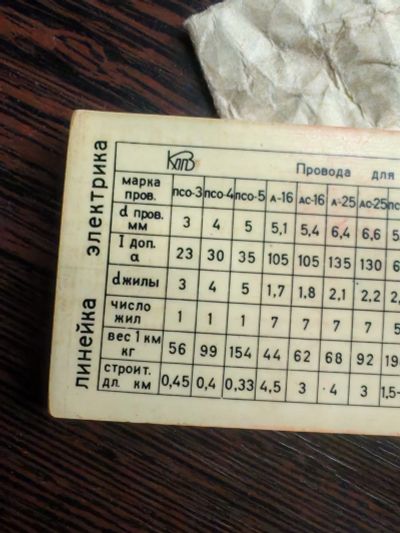 линейка электрика
КППВ
Провода для
марка пров. псо-3 псо-4 псо-5 А-16 АС-16 А-25 АС-25
d пров. мм 3 4 5 5,1 5,4 6,4 6,6
I доп. а 23 30 35 105 105 135 130
d жилы 3 4 5 1,7 1,8 2,1 2,2
число жил 1 1 1 7 7 7 7
вес 1 км кг 56 99 154 44 62 68 92
строит. дл. км 0,45 0,4 0,33 4,5 3 4 3